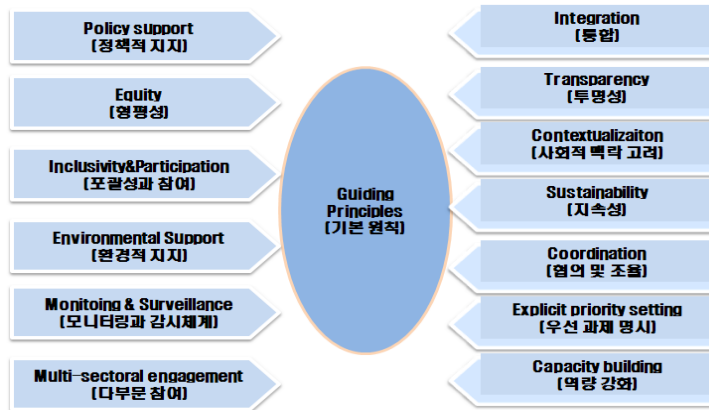 Policy support
(정책적 지지)
Equity
(형평성)
Inclusivity&Participation
(포괄성과 참여)
Environmental Support
(환경적 지지)
Monitoing & Surveillance
(모니터링과 감시체계)
Multi-sectoral engagement
(다부문 참여)
Guiding
Principles
(기본 원칙)
Integration
(통합)
Transparency
(투명성)
Contextualizaiton
(사회적 맥락 고려)
Sustainability
(지속성)
Coordination
(협의 및 조율)
Explicit priority setting
(우선 과제 명시)
Capacity building
(역량 강화)